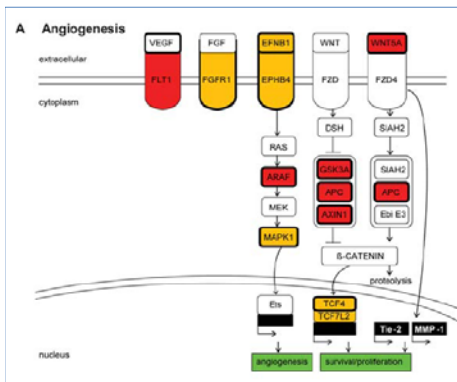 A Angiogenesis
extracellular
VEGF FGF EFNB1 WNT WNT5A
FLT1 FGFR1 EPHB4 FZD FZD4
cytoplasm
DSH SIAH2
RAS
GSK3A SIAH2
ARAF APC APC
MEK AXIN1 Ebi E3
MAPK1
ß-CATENIN
proteolysis
Ets TCF4
TCF7L2
Tie-2 MMP-1
nucleus angiogenesis survival/proliferation